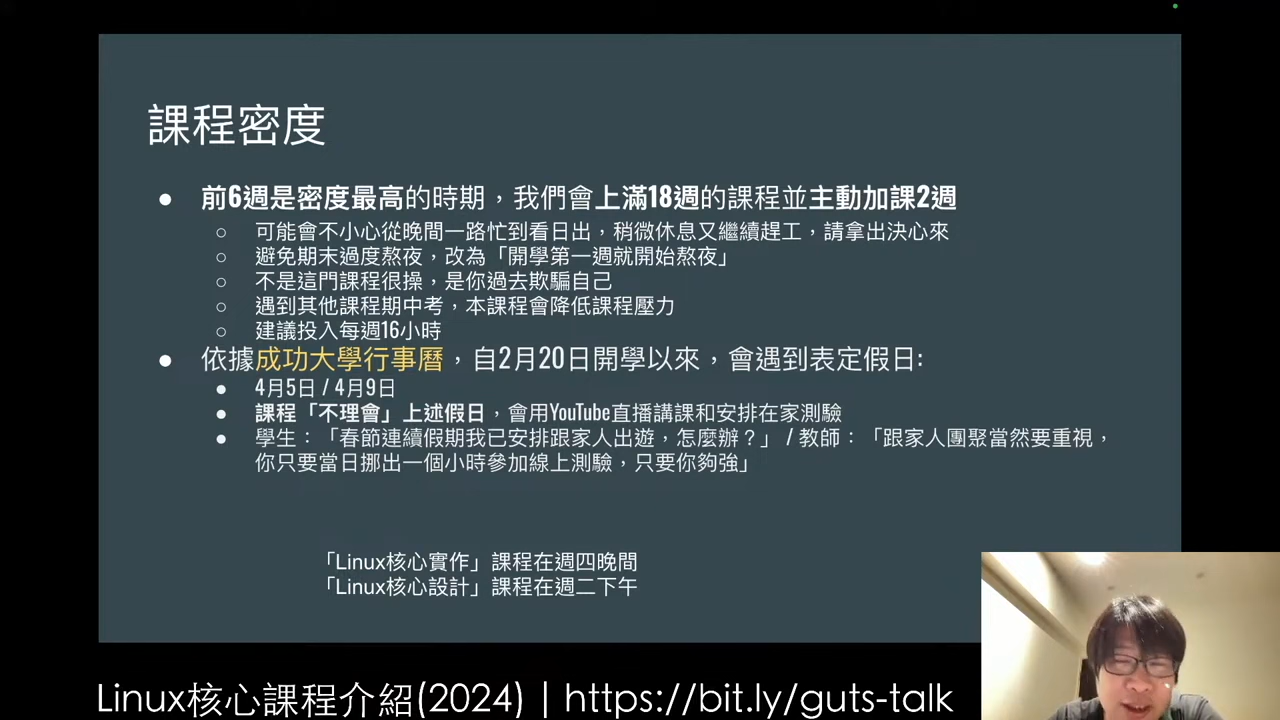 課程密度
前6週是密度最高的時期，我們會上滿18週的課程並主動加課2週
可能會不小心從晚間一路忙到看日出，稍微休息又繼續趕工，請拿出決心來
避免期末過度熬夜，改為「開學第一週就開始熬夜」
不是這門課程很操，是你過去欺騙自己
遇到其他課程期中考，本課程會降低課程壓力
建議投入每週16小時
依據成功大學行事曆，自2月20日開學以來，會遇到表定假日:
4月5日 / 4月9日
課程「不理會」上述假日，會用YouTube直播講課和安排在家測驗
學生：「春節連續假期我已安排跟家人出遊，怎麼辦？」 / 教師：「跟家人團聚當然要重視，
你只要當日挪出一個小時參加線上測驗，只要你夠強」
「Linux核心實作」課程在週四晚間
「Linux核心設計」課程在週二下午
Linux核心課程介紹(2024) | https://bit.ly/guts-talk